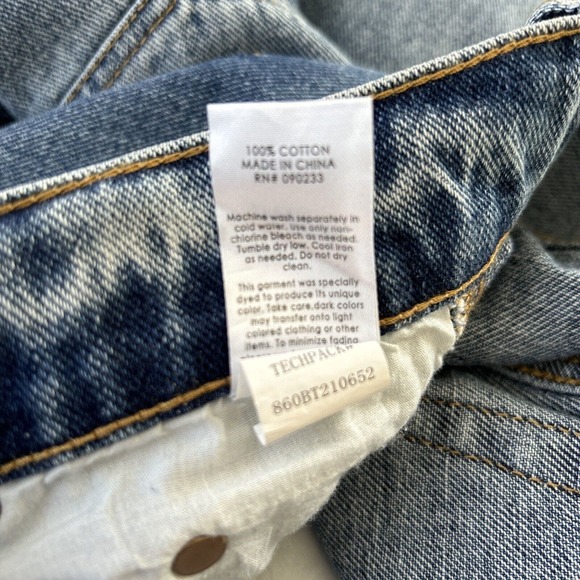 100% COTTON
MADE IN CHINA
RN# 090233
Machine wash separately in
cold water. use only non-
chlorine bleach as needed.
Tumble dry low. Cool iron
as needed. Do not dry
clean.
This garment was specially
dyed to produce its unique
color. Take care.dark colors
may transfer onto light
colored clothing or other
items. To minimize fading
please
TECHPACK#
860BT210652